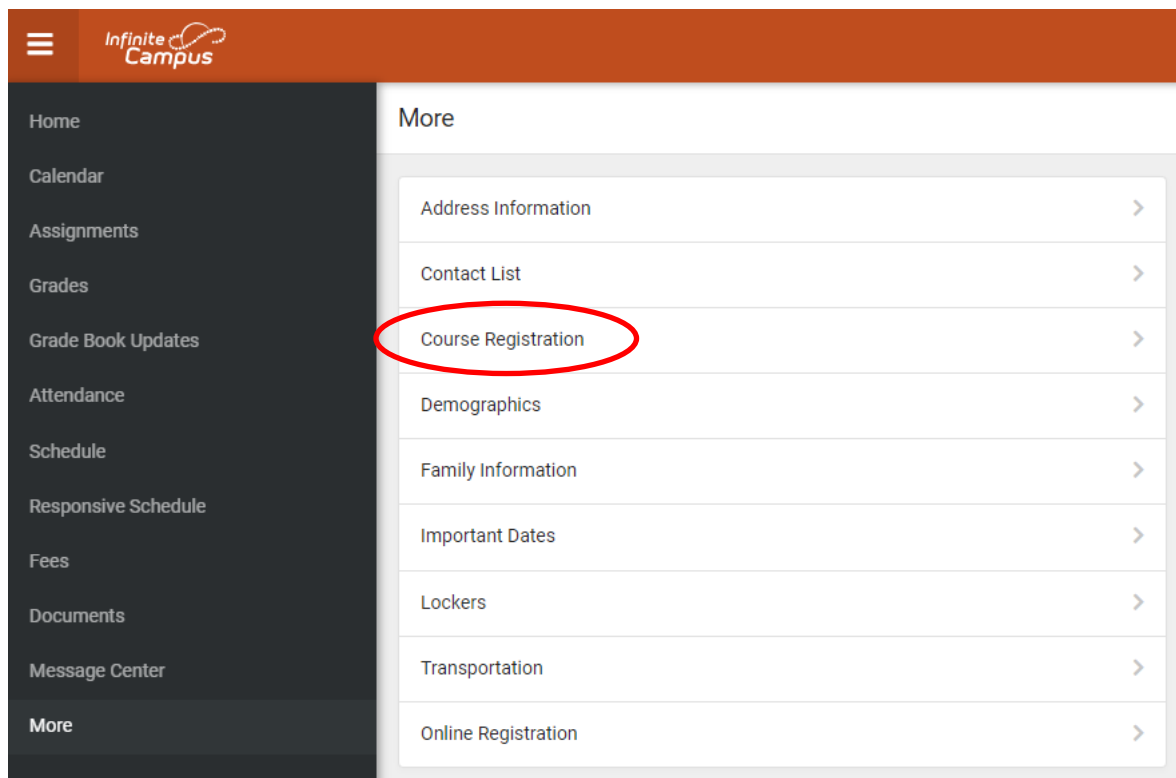 Infinite
Campus
Home
Calendar
Assignments
Grades
Grade Book Updates
Attendance
Schedule
Responsive Schedule
Fees
Documents
Message Center
More
More
Address Information
Contact List
Course Registration
Demographics
Family Information
Important Dates
Lockers
Transportation
Online Registration